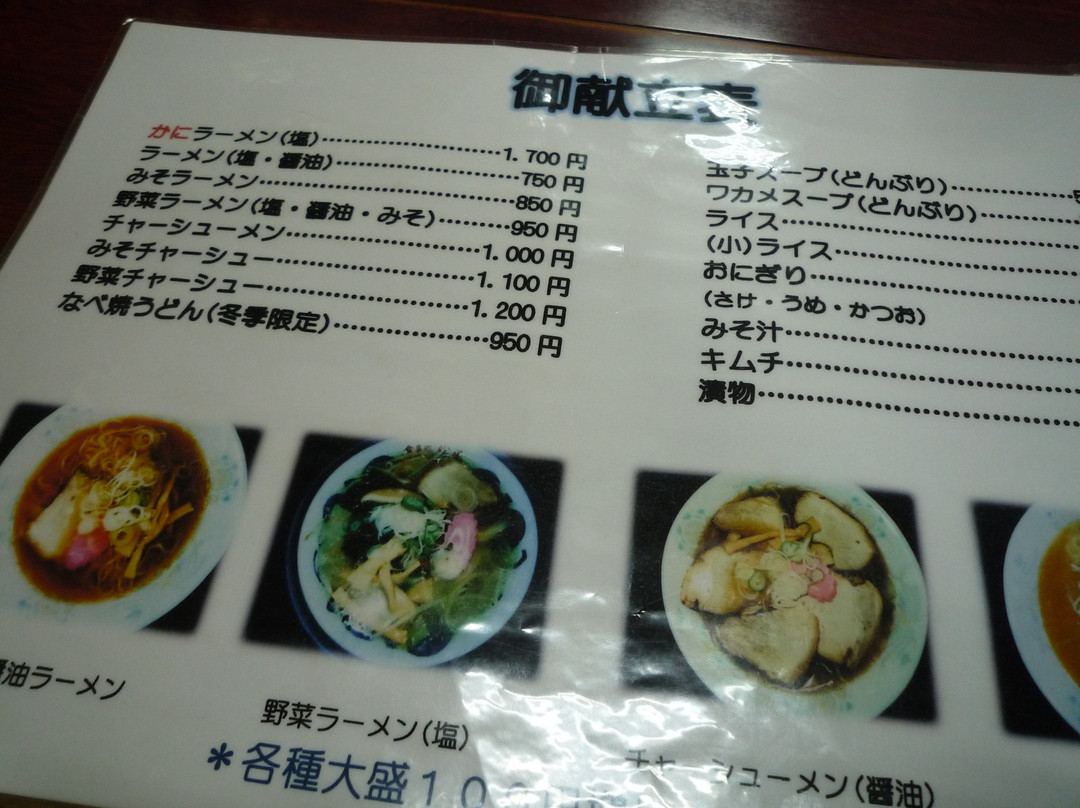 御献立表
かにラーメン(塩)……………………1.700円
ラーメン(塩・醤油)……………………750円
みそラーメン……………………………850円
野菜ラーメン(塩・醤油・みそ)………950円
チャーシューメン……………………1.000円
みそチャーシュー……………………1.100円
野菜チャーシュー……………………1.200円
なべ焼うどん(冬季限定)………………950円
玉子スープ(どんぶり)………………
ワカメスープ(どんぶり)……………
ライス…………………………………
(小)ライス……………………………
おにぎり………………………………
(さけ・うめ・かつお)
みそ汁…………………………………
キムチ…………………………………
漬物……………………………………
醤油ラーメン
野菜ラーメン(塩)
チャーシューメン(醤油)
*各種大盛100円